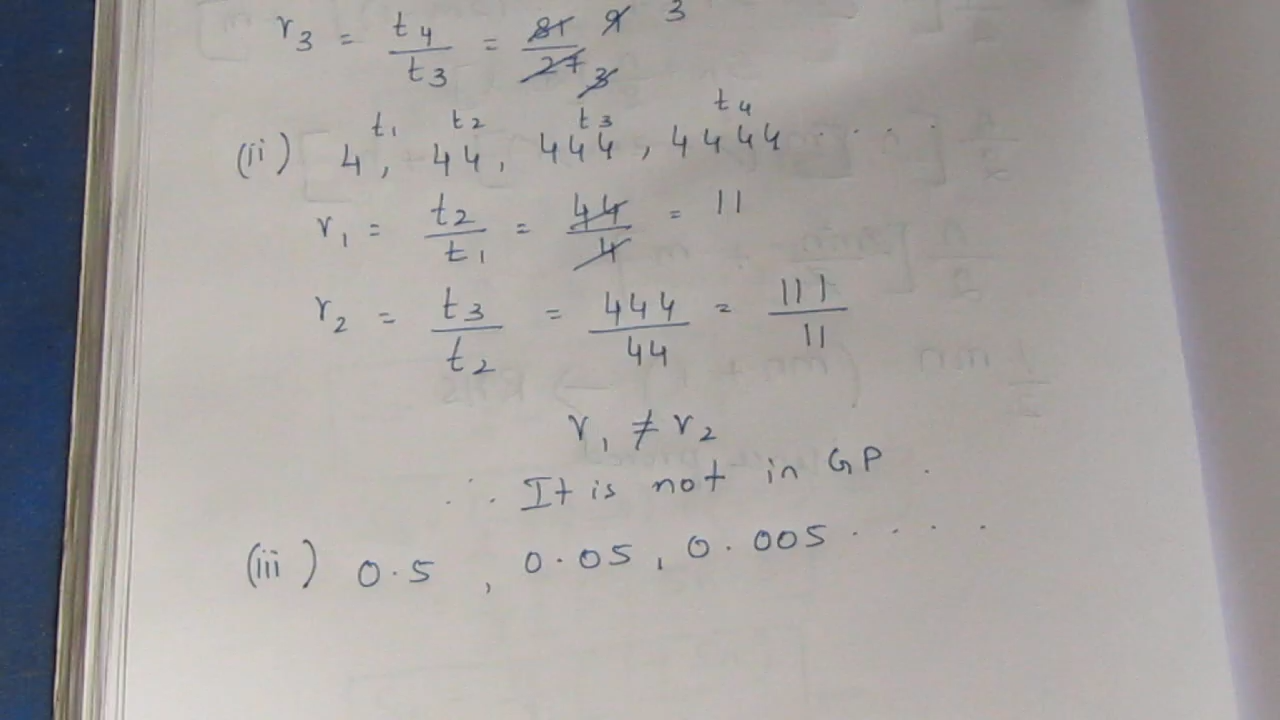 r3 = t4/t3 = 81/27 9 3 3
t1 t2 t3 t4
(ii) 4, 44, 444, 4444 ....
r1 = t2/t1 = 44/4 = 11
r2 = t3/t2 = 444/44 = 111/11
r1 ≠ r2
∴ It is not in GP.
(iii) 0.5, 0.05, 0.005 ....